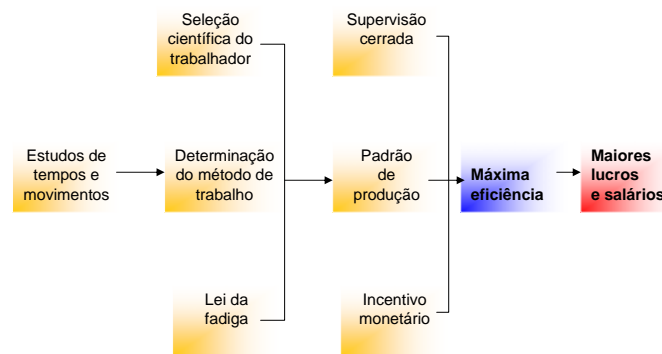 Seleção
científica do
trabalhador
Supervisão
cerrada
Estudos de
tempos e
movimentos
Determinação
do método de
trabalho
Padrão
de
produção
Máxima
eficiência
Maiores
lucros
e salários
Lei da
fadiga
Incentivo
monetário